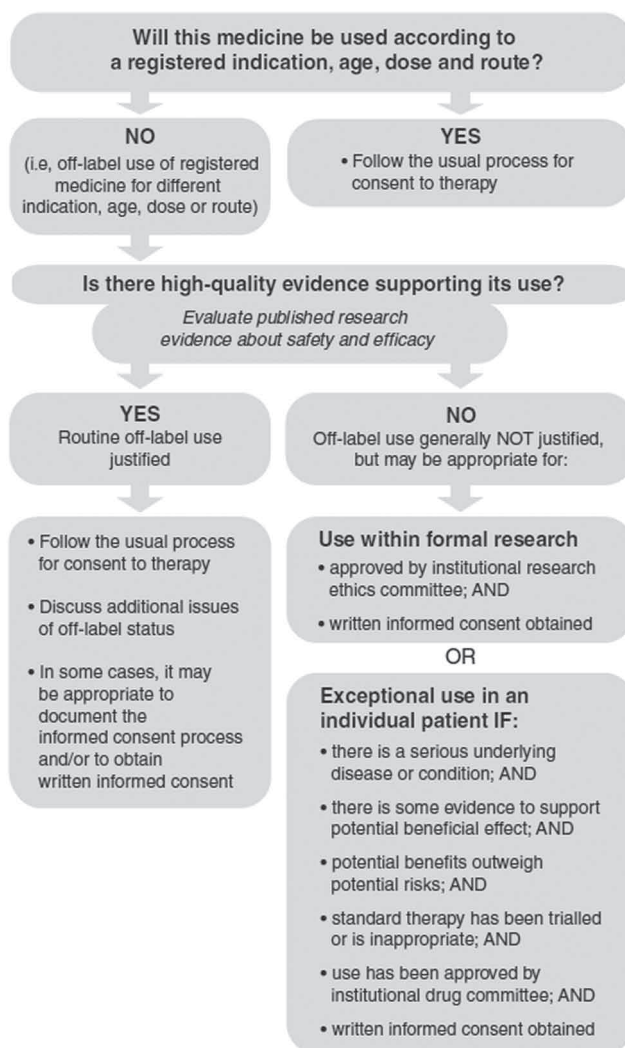 Will this medicine be used according to
a registered indication, age, dose and route?
NO
(i.e, off-label use of registered
medicine for different
indication, age, dose or route)
YES
• Follow the usual process for
consent to therapy
Is there high-quality evidence supporting its use?
Evaluate published research
evidence about safety and efficacy
YES
Routine off-label use
justified
NO
Off-label use generally NOT justified,
but may be appropriate for:
• Follow the usual process
for consent to therapy
• Discuss additional issues
of off-label status
• In some cases, it may
be appropriate to
document the
informed consent process
and/or to obtain
written informed consent
Use within formal research
• approved by institutional research
ethics committee; AND
• written informed consent obtained
OR
Exceptional use in an
individual patient IF:
• there is a serious underlying
disease or condition; AND
• there is some evidence to support
potential beneficial effect; AND
• potential benefits outweigh
potential risks; AND
• standard therapy has been trialled
or is inappropriate; AND
• use has been approved by
institutional drug committee; AND
• written informed consent obtained